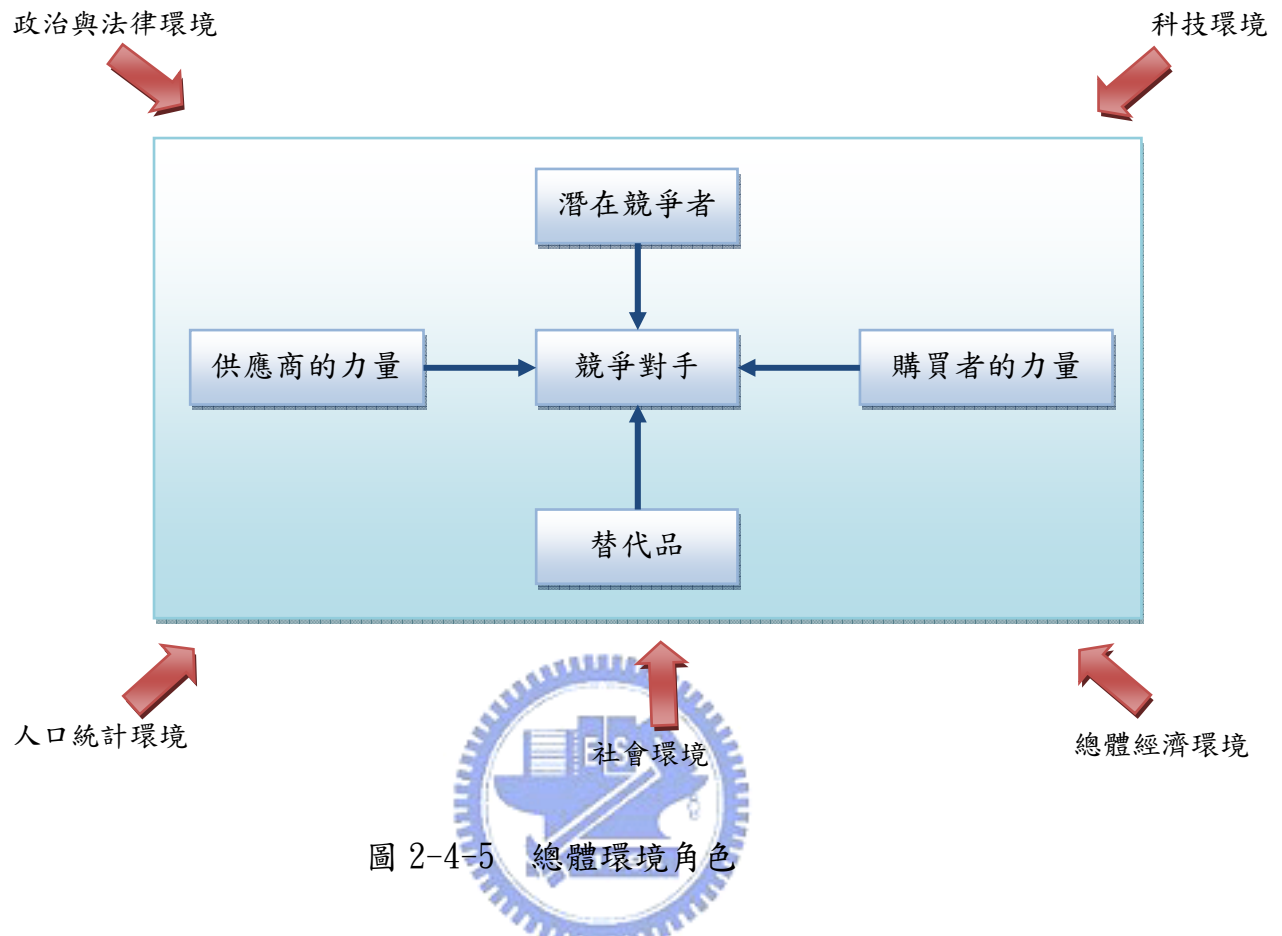 政治與法律環境
科技環境
潛在競爭者
供應商的力量
競爭對手
購買者的力量
替代品
人口統計環境
社會環境
總體經濟環境
圖 2-4-5 總體環境角色